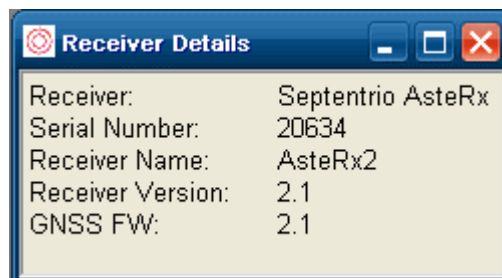 Receiver Details
Receiver: Septentrio AsteRx
Serial Number: 20634
Receiver Name: AsteRx2
Receiver Version: 2.1
GNSS FW: 2.1